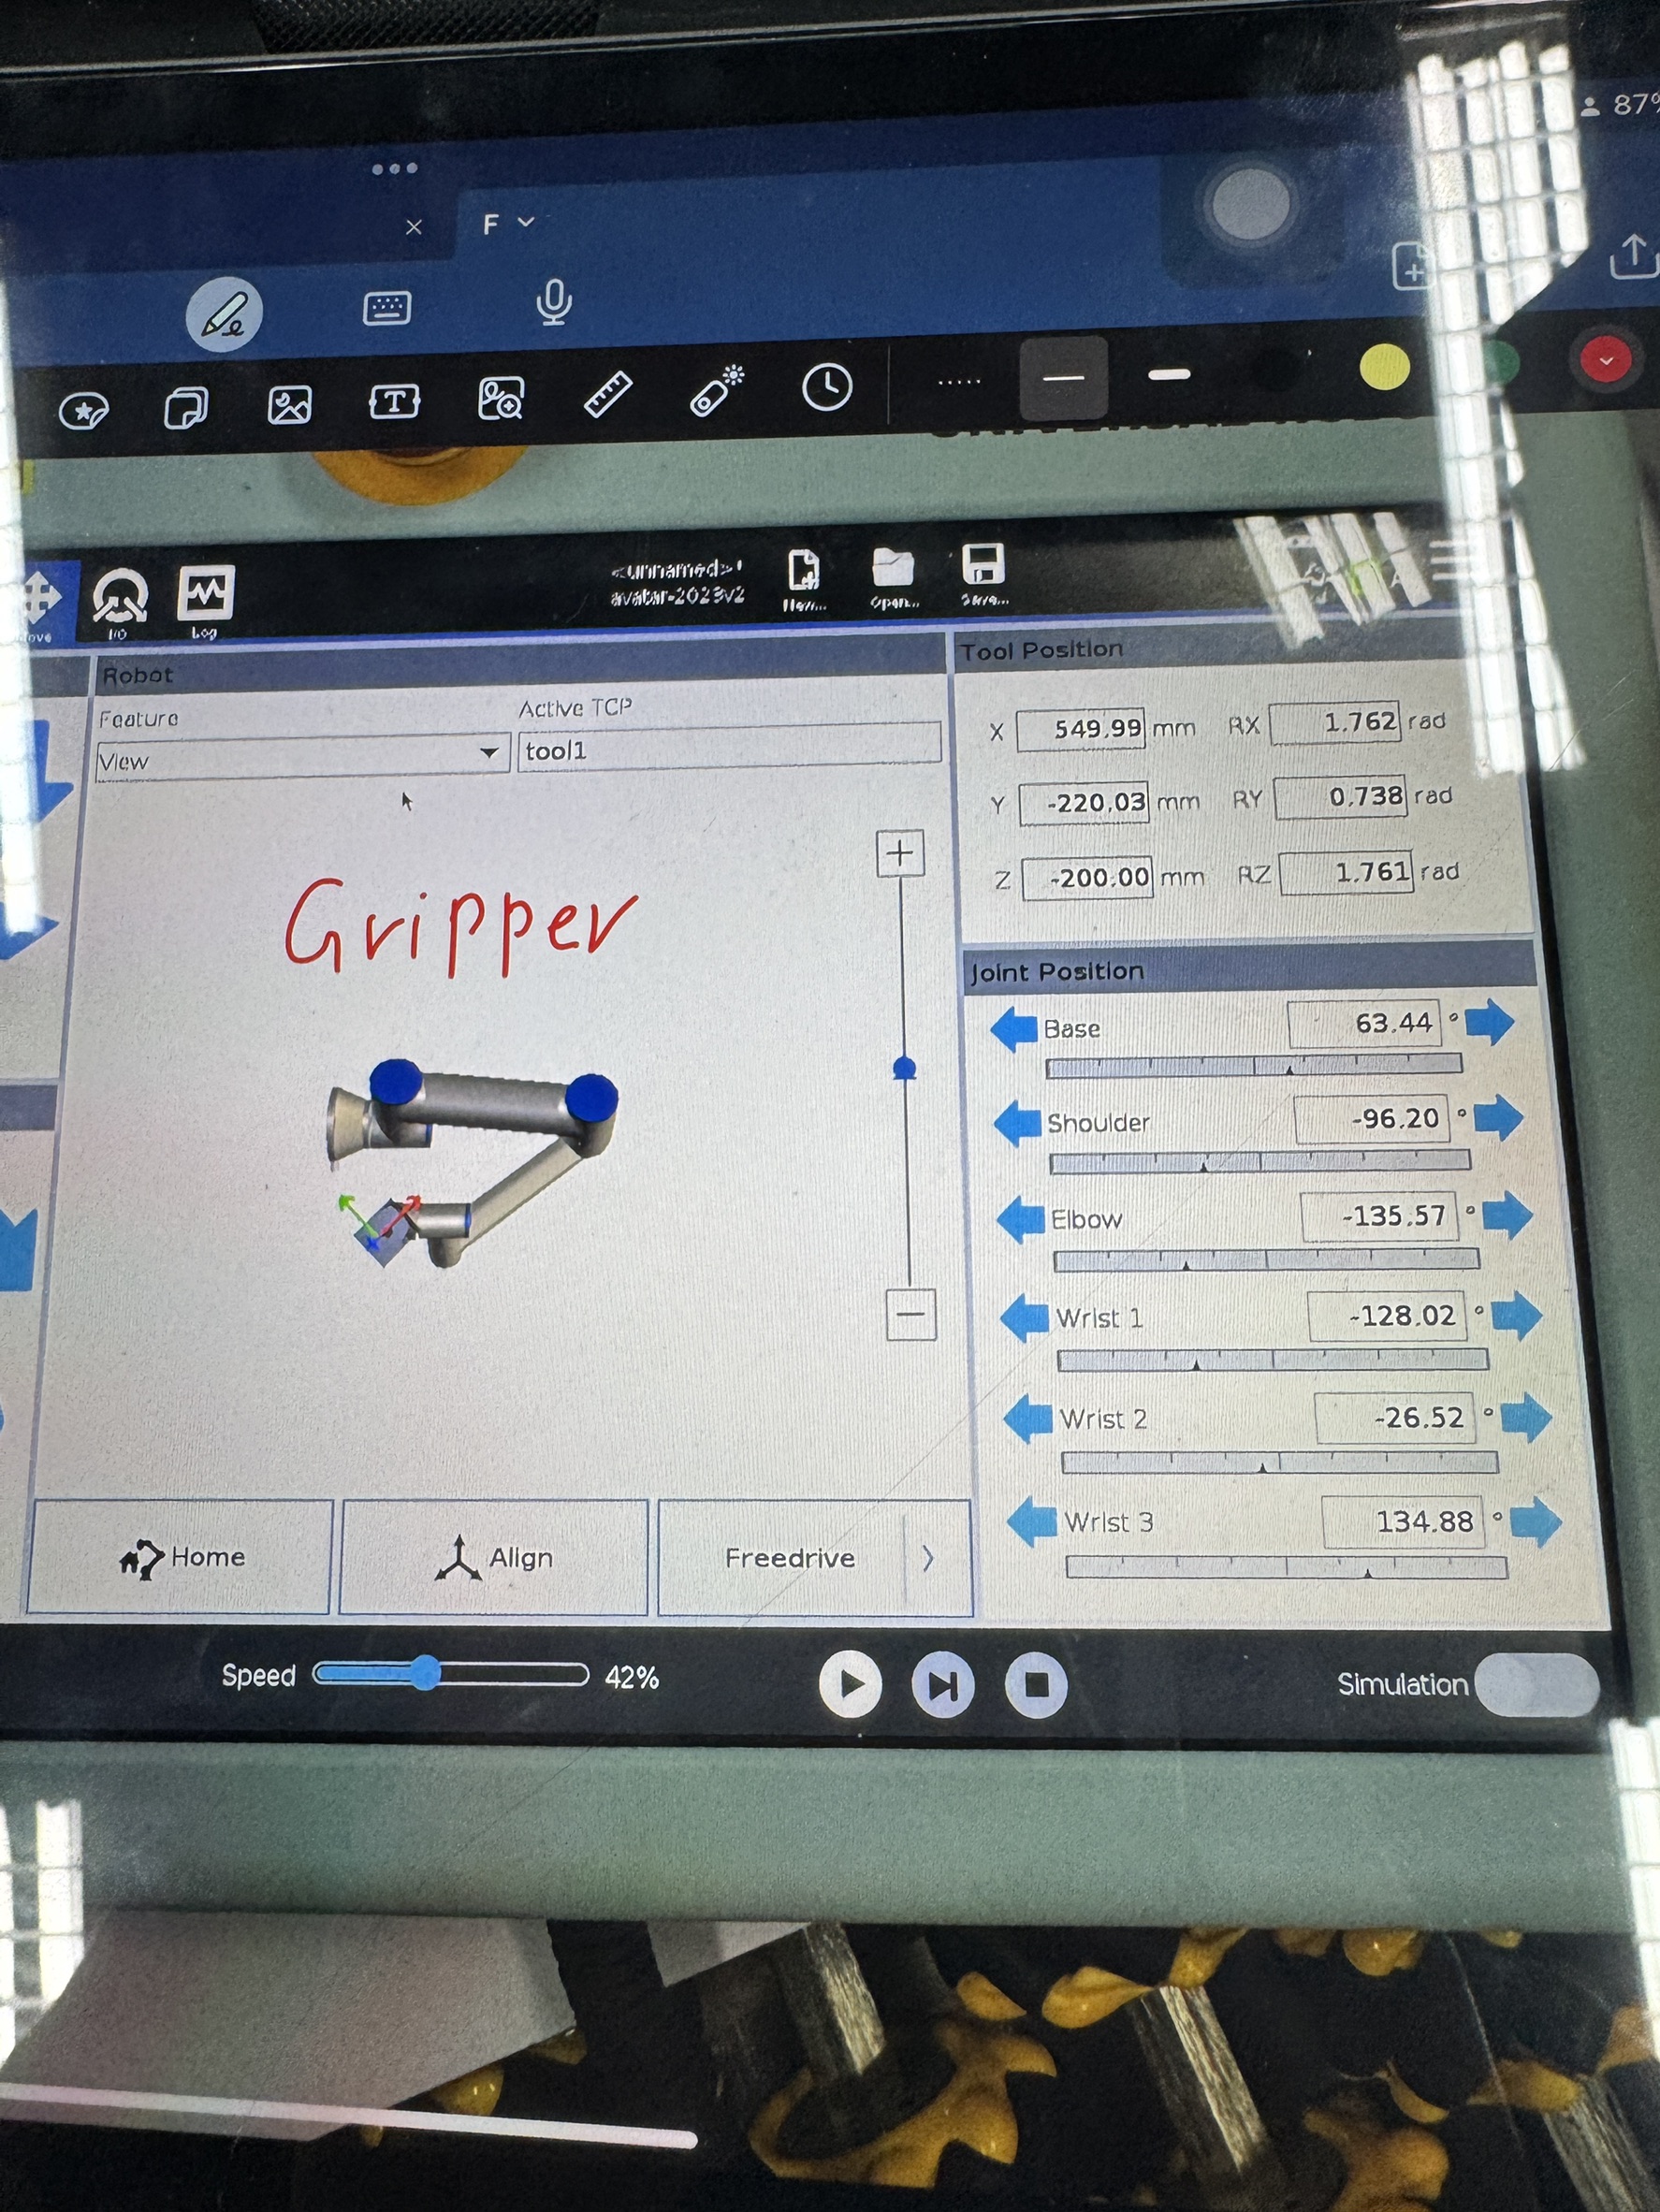 87%
F
<unnamed>*
avatar-2023v2
New...
Open...
Save...
I/O
Log
Robot
Feature
View
Active TCP
tool1
Gripper
Tool Position
X 549.99 mm RX 1.762 rad
Y -220.03 mm RY 0.738 rad
Z -200.00 mm RZ 1.761 rad
Joint Position
Base 63.44 °
Shoulder -96.20 °
Elbow -135.57 °
Wrist 1 -128.02 °
Wrist 2 -26.52 °
Wrist 3 134.88 °
Home
Align
Freedrive
Speed 42%
Simulation